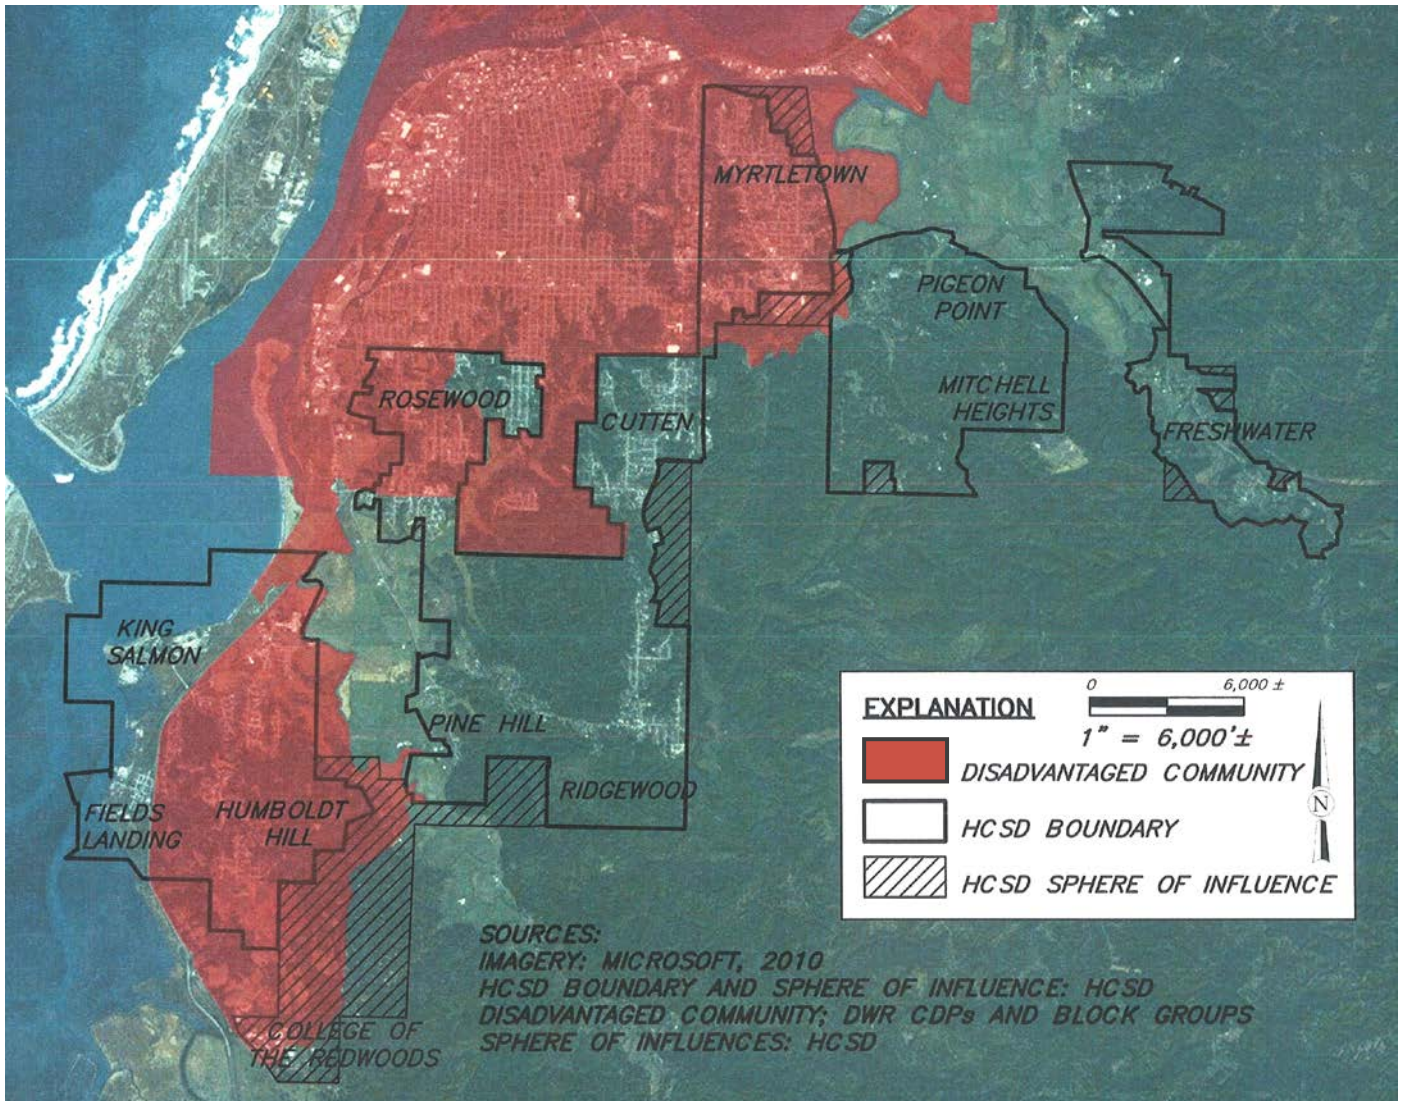 MYRTLETOWN
PIGEON
POINT
ROSEWOOD
CUTTEN
MITCHELL
HEIGHTS
FRESHWATER
KING
SALMON
PINE HILL
RIDGEWOOD
FIELDS
LANDING
HUMBOLDT
HILL
COLLEGE OF
THE REDWOODS
EXPLANATION
0 6,000 ±
1" = 6,000'±
DISADVANTAGED COMMUNITY
HCSD BOUNDARY
HCSD SPHERE OF INFLUENCE
N
SOURCES:
IMAGERY: MICROSOFT, 2010
HCSD BOUNDARY AND SPHERE OF INFLUENCE: HCSD
DISADVANTAGED COMMUNITY; DWR CDPs AND BLOCK GROUPS
SPHERE OF INFLUENCES: HCSD